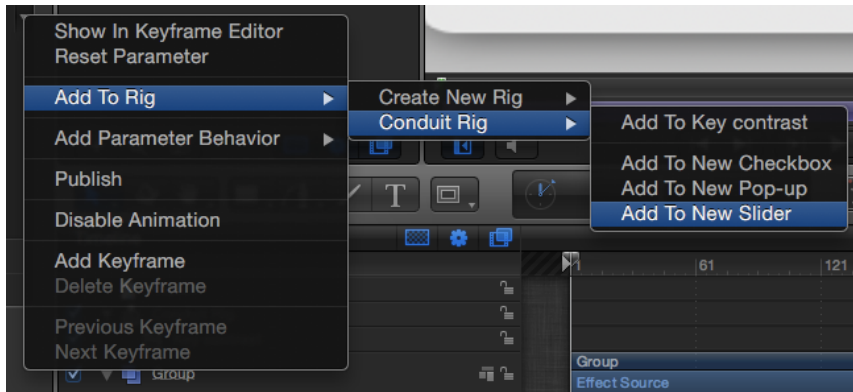 Show In Keyframe Editor
Reset Parameter
Add To Rig
Add Parameter Behavior
Publish
Disable Animation
Add Keyframe
Delete Keyframe
Previous Keyframe
Next Keyframe
Create New Rig
Conduit Rig
Add To Key contrast
Add To New Checkbox
Add To New Pop-up
Add To New Slider
T
1
61
121
Group
Group
Effect Source